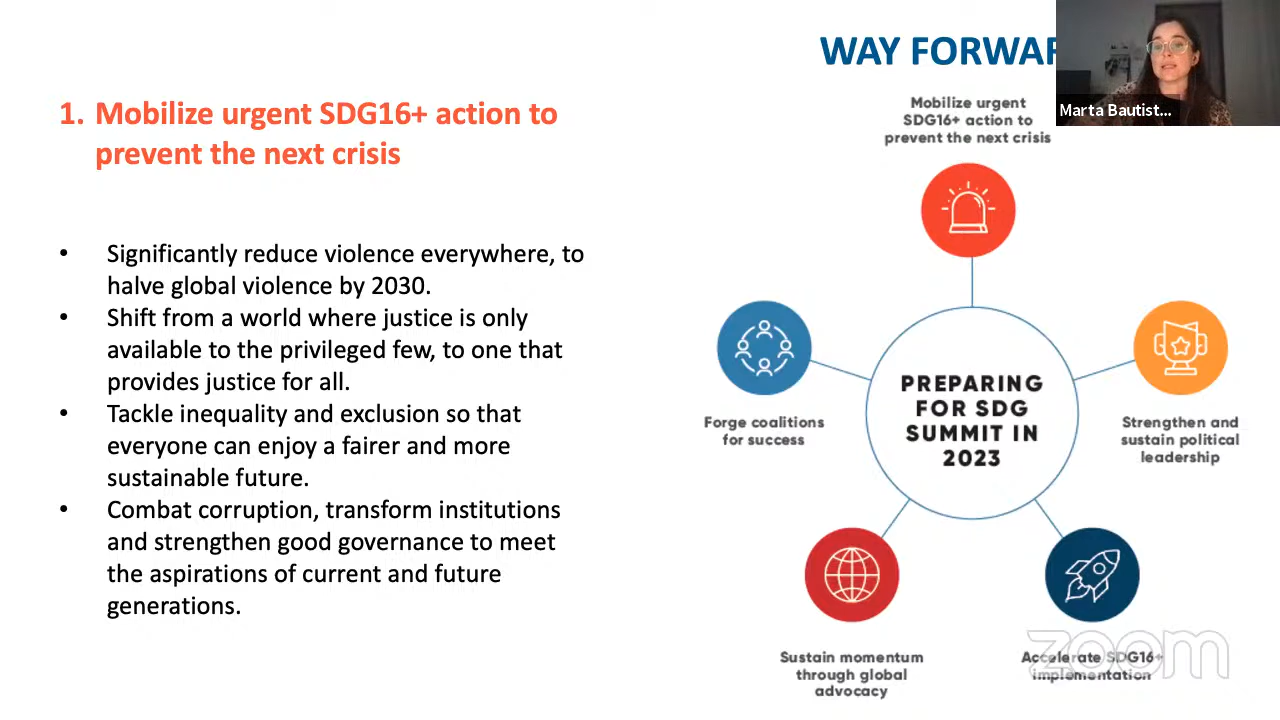 WAY FORWAR
1. Mobilize urgent SDG16+ action to
prevent the next crisis
• Significantly reduce violence everywhere, to
halve global violence by 2030.
• Shift from a world where justice is only
available to the privileged few, to one that
provides justice for all.
• Tackle inequality and exclusion so that
everyone can enjoy a fairer and more
sustainable future.
• Combat corruption, transform institutions
and strengthen good governance to meet
the aspirations of current and future
generations.
Marta Bautist...
Mobilize urgent
SDG16+ action to
prevent the next crisis
Forge coalitions
for success
PREPARING
FOR SDG
SUMMIT IN
2023
Strengthen and
sustain political
leadership
Sustain momentum
through global
advocacy
Accelerate SDG16+
implementation
zoom